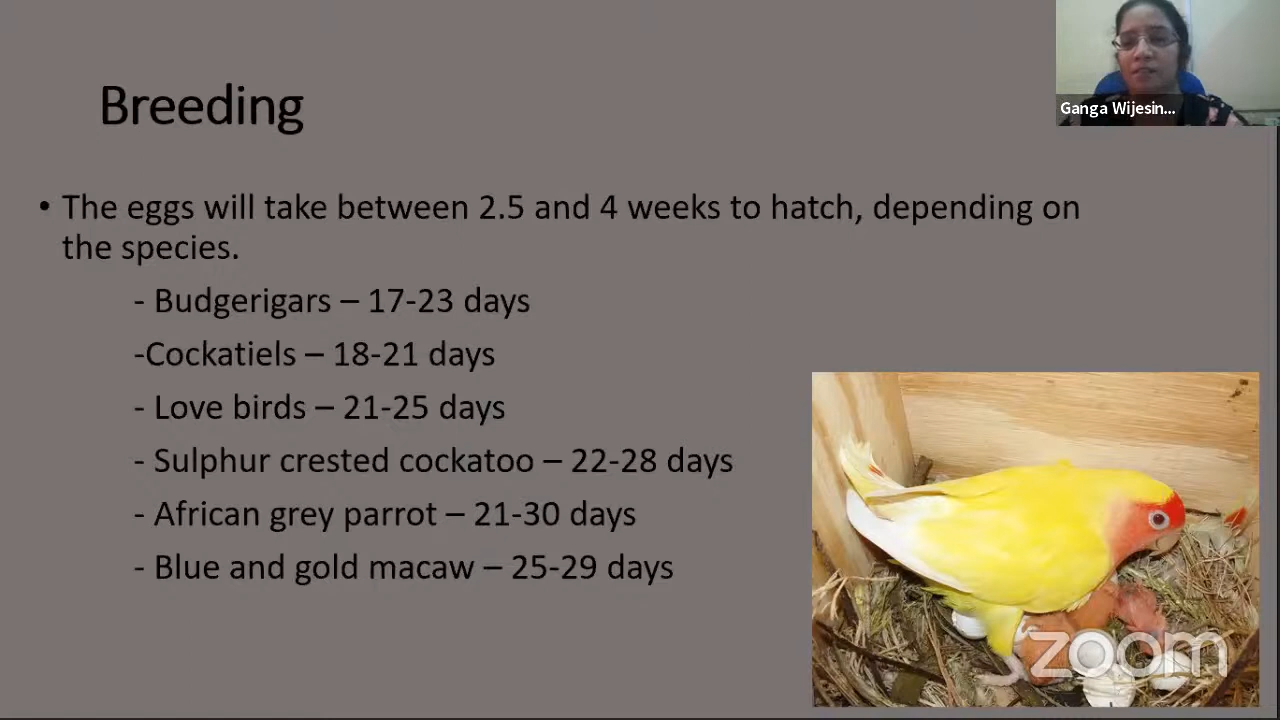 Breeding
Ganga Wijesin...
• The eggs will take between 2.5 and 4 weeks to hatch, depending on
the species.
- Budgerigars – 17-23 days
-Cockatiels – 18-21 days
- Love birds – 21-25 days
- Sulphur crested cockatoo – 22-28 days
- African grey parrot – 21-30 days
- Blue and gold macaw – 25-29 days
zoom